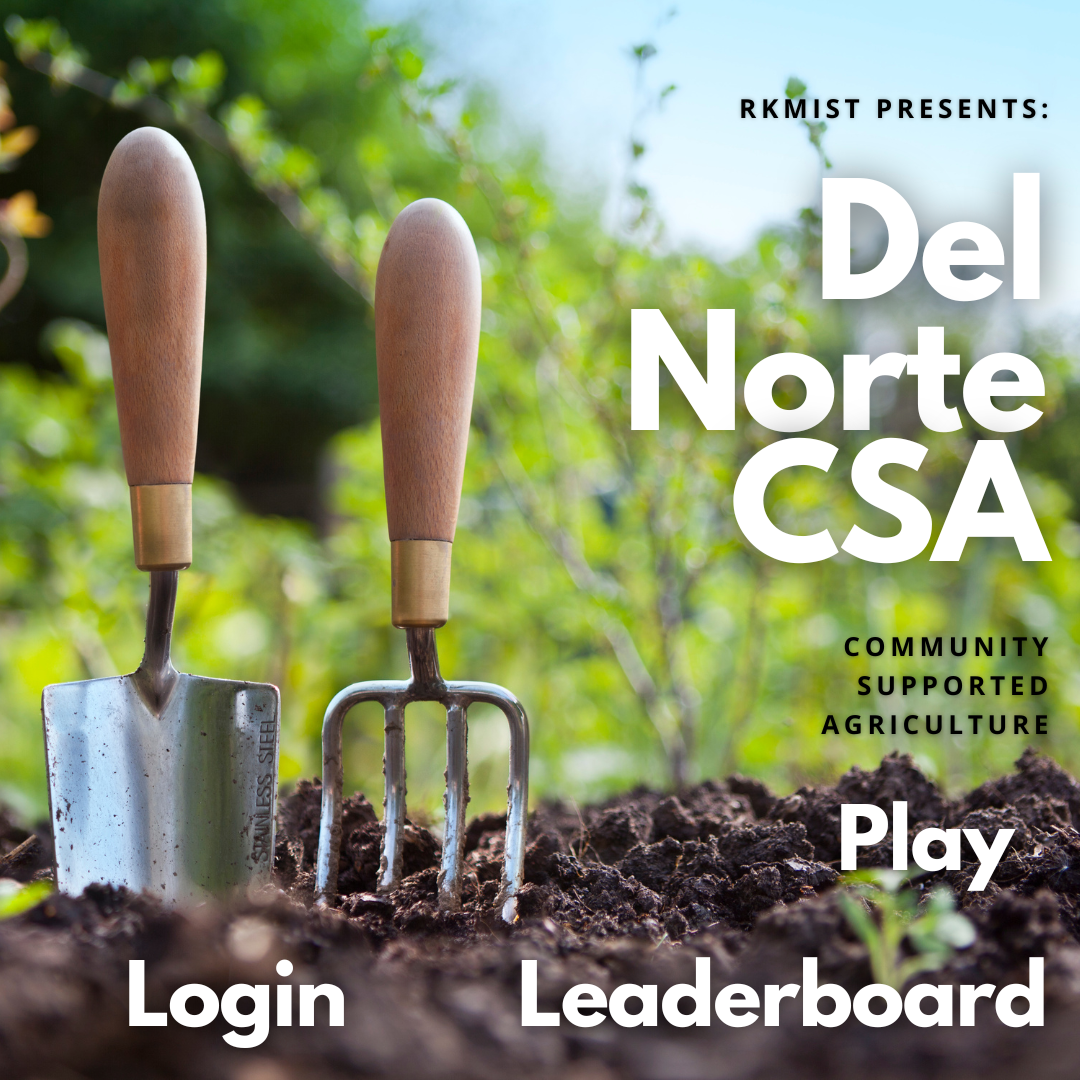 RKMIST PRESENTS:
Del
Norte
CSA
COMMUNITY
SUPPORTED
AGRICULTURE
STAINLESS STEEL
Play
Login
Leaderboard